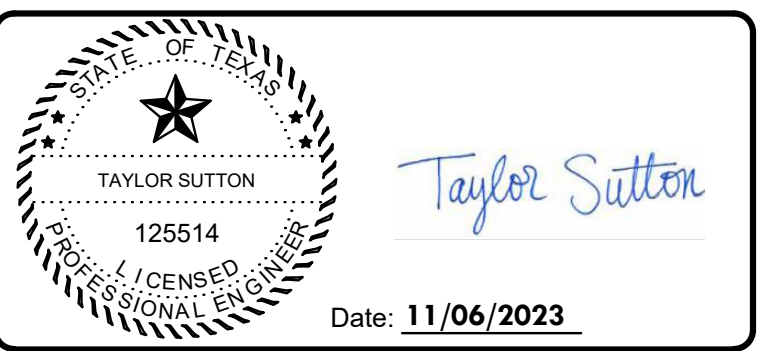 STATE OF TEXAS
TAYLOR SUTTON
125514
LICENSED
PROFESSIONAL ENGINEER
Taylor Sutton
Date: 11/06/2023